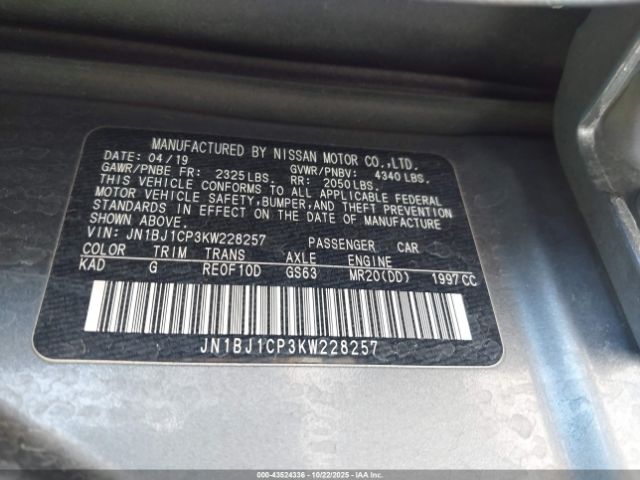 MANUFACTURED BY NISSAN MOTOR CO.,LTD.
DATE: 04/19 GVWR/PNBV: 4340 LBS.
GAWR/PNBE FR: 2325 LBS. RR: 2050 LBS.
THIS VEHICLE CONFORMS TO ALL APPLICABLE FEDERAL
MOTOR VEHICLE SAFETY, BUMPER, AND THEFT PREVENTION
STANDARDS IN EFFECT ON THE DATE OF MANUFACTURE
SHOWN ABOVE.
VIN: JN1BJ1CP3KW228257 PASSENGER CAR
COLOR TRIM TRANS AXLE ENGINE
KAD G RE0F10D GS63 MR20(DD) 1997CC
JN1BJ1CP3KW228257
000-43524336 | 10/22/2025 | Copyright © IAA